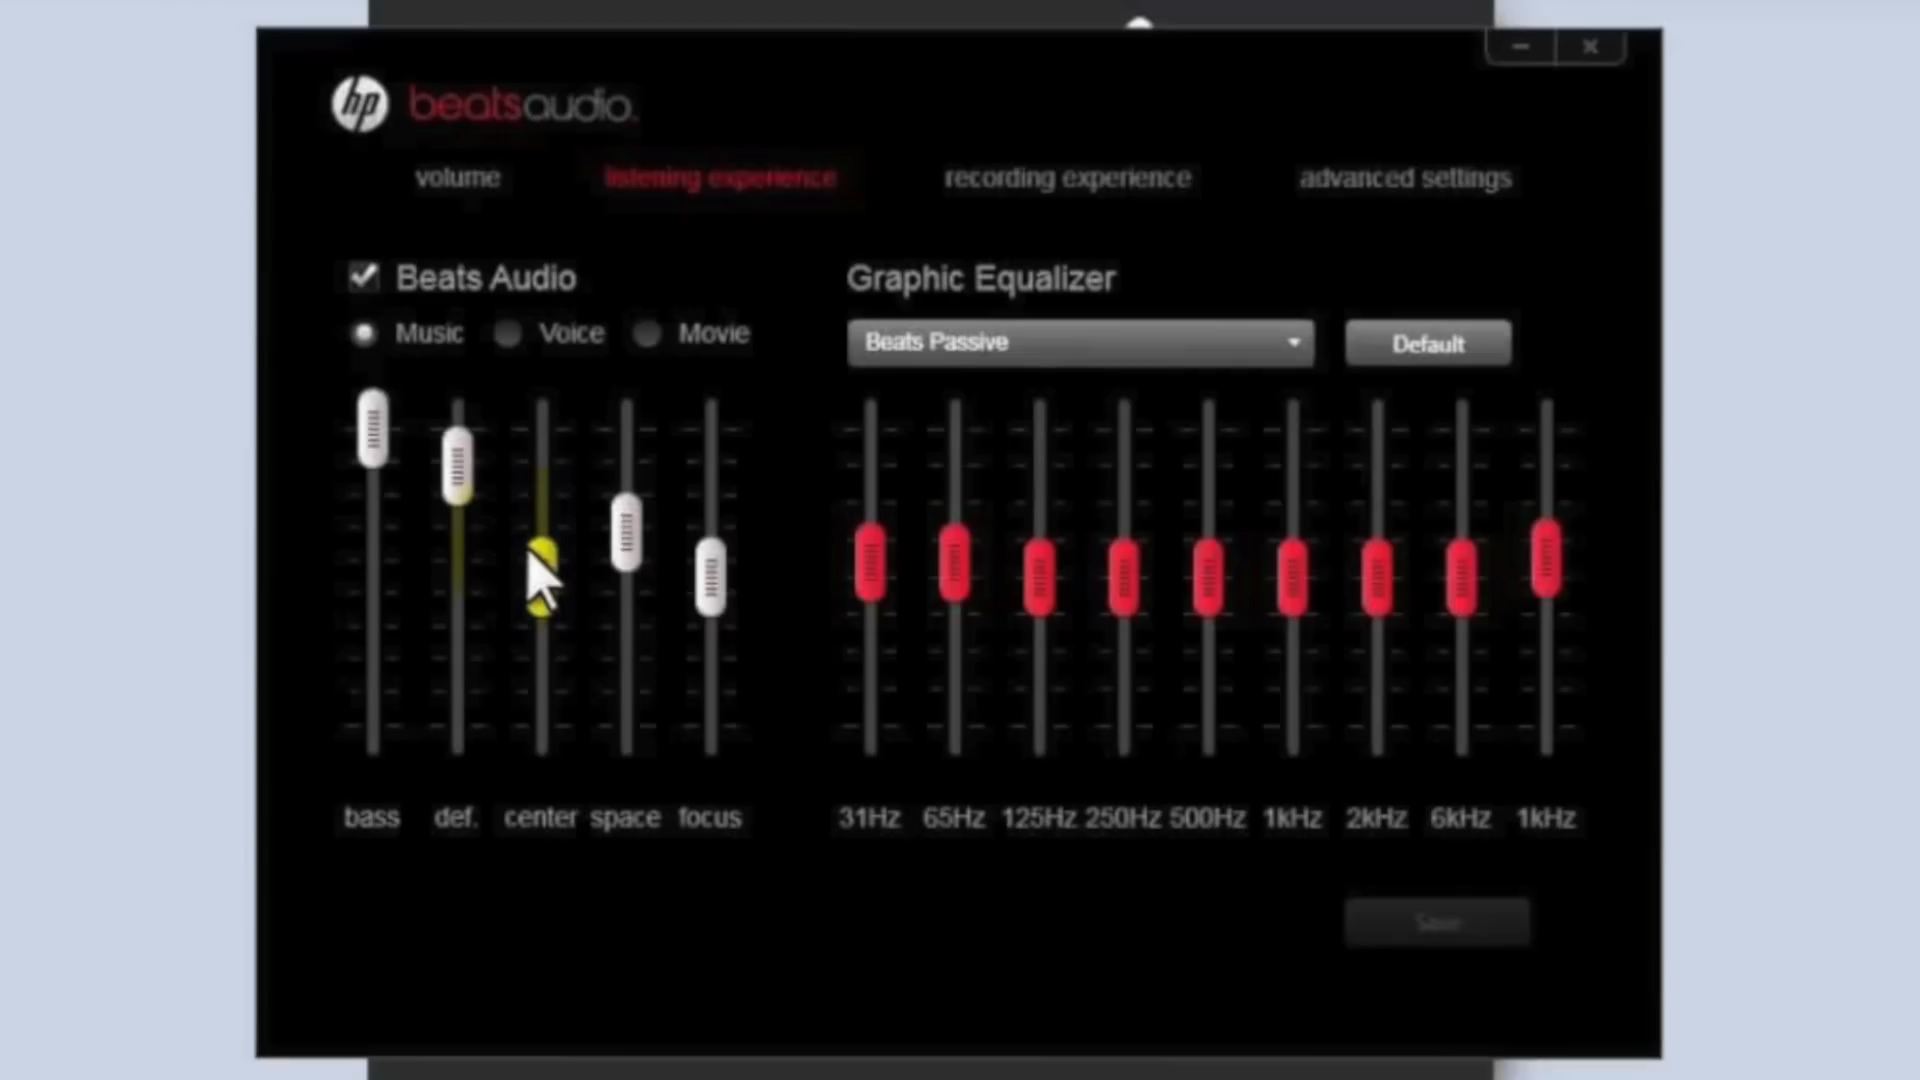 hp beatsaudio.
volume listening experience recording experience advanced settings
Beats Audio Graphic Equalizer
Music Voice Movie Beats Passive Default
bass def. center space focus 31Hz 65Hz 125Hz 250Hz 500Hz 1kHz 2kHz 6kHz 1kHz
Save